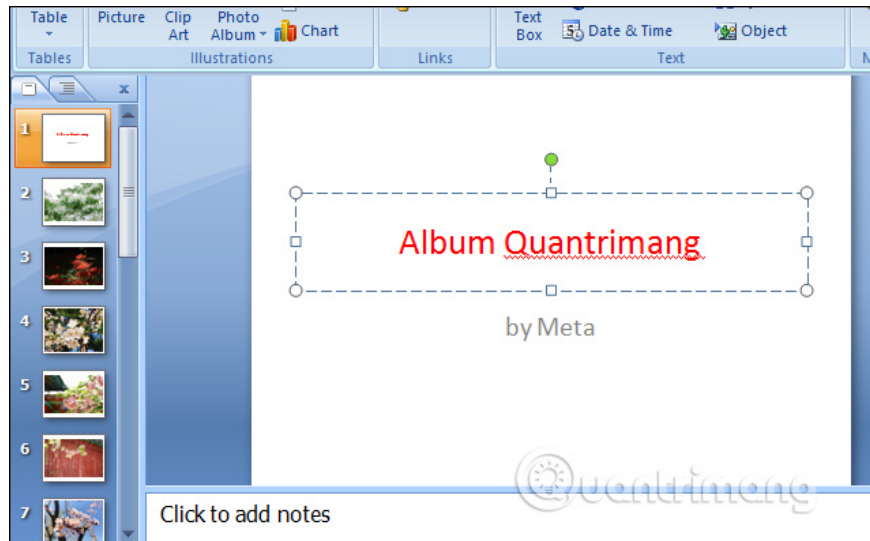 Table
Picture
Clip
Art
Photo
Album
Chart
Text
Box
Date & Time
Object
Tables
Illustrations
Links
Text
1
2
3
4
5
6
7
x
Album Quantrimang
by Meta
Quantrimang
Click to add notes